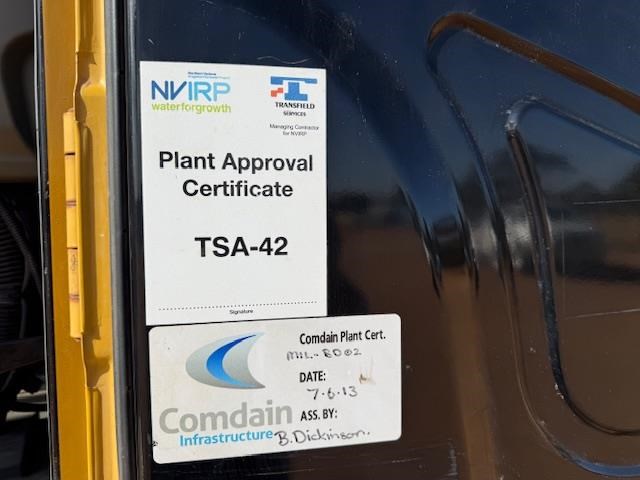 NVIRP
waterforgrowth
TRANSFIELD
SERVICES
Managing Contractor
for NVIRP
Plant Approval
Certificate
TSA-42
Signature
Comdain Plant Cert.
MIL-BD02
DATE:
7.6.13
ASS. BY:
B. Dickinson.
Comdain
Infrastructure